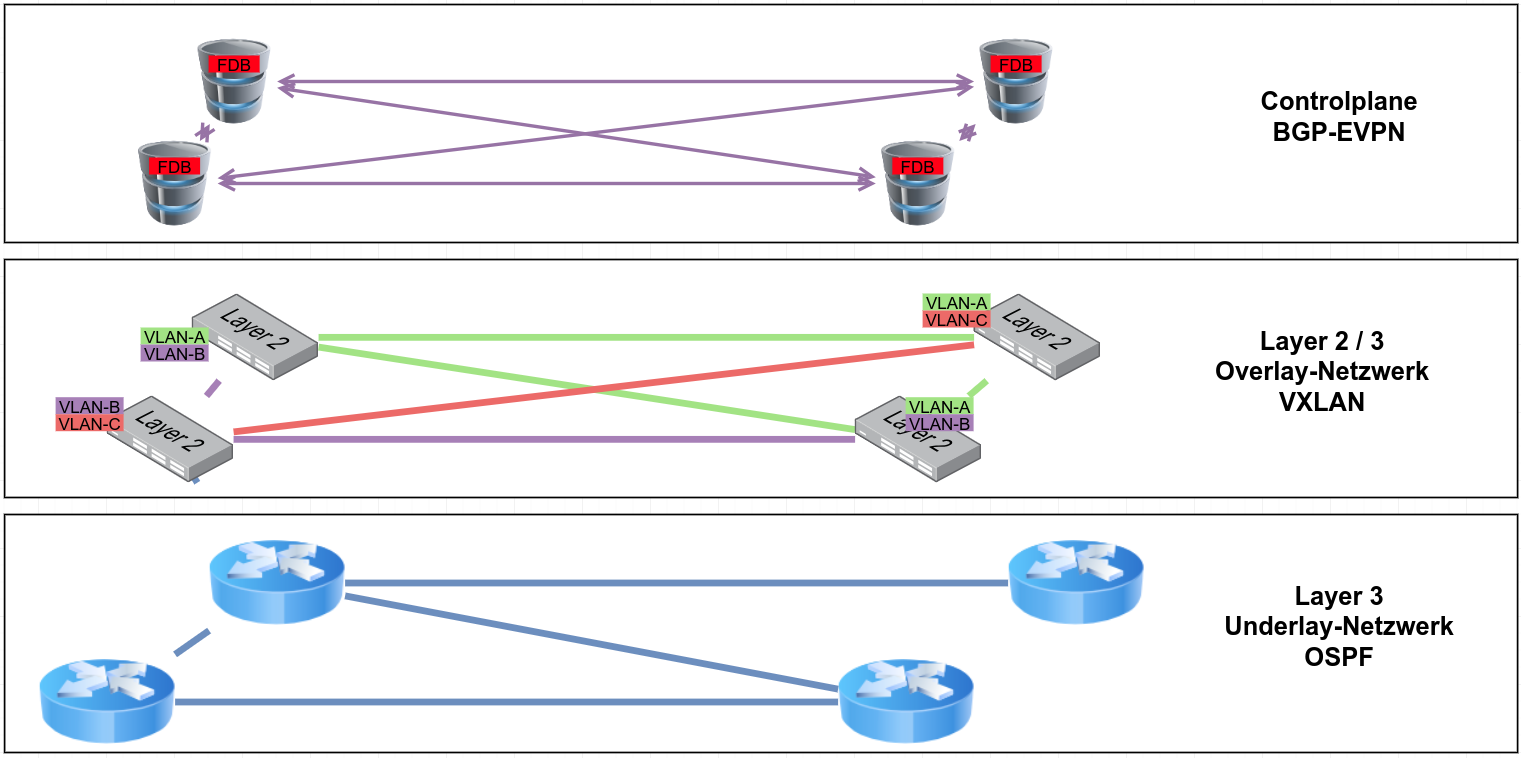 FDB
FDB
FDB
FDB
Controlplane
BGP-EVPN
Layer 2
VLAN-A
VLAN-B
Layer 2
VLAN-A
VLAN-C
Layer 2
VLAN-B
VLAN-C
Layer 2
VLAN-A
VLAN-B
Layer 2 / 3
Overlay-Netzwerk
VXLAN
Layer 3
Underlay-Netzwerk
OSPF